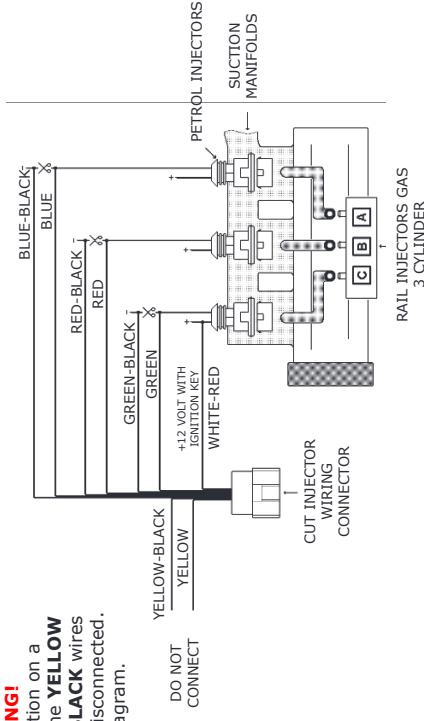 NG!
tion on a
ne YELLOW
LACK wires
isconnected.
agram.
DO NOT
CONNECT
YELLOW-BLACK
YELLOW
BLUE-BLACK
BLUE
RED-BLACK
RED
GREEN-BLACK
GREEN
+12 VOLT WITH
IGNITION KEY
WHITE-RED
CUT INJECTOR
WIRING
CONNECTOR
PETROL INJECTORS
SUCTION
MANIFOLDS
- + - + - +
C B A
RAIL INJECTORS GAS
3 CYLINDER